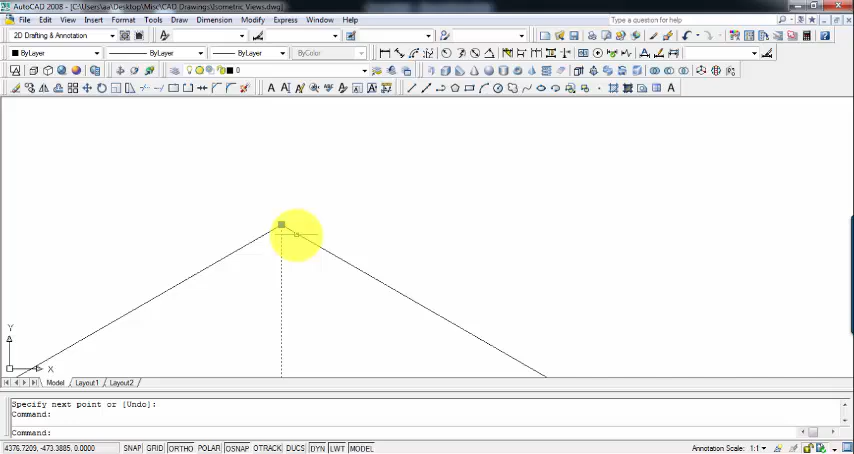 AutoCAD 2008 - [C:\Users\aa\Desktop\Misc\CAD Drawings\Isometric Views.dwg]
File Edit View Insert Format Tools Draw Dimension Modify Express Window Help
Type question for help
2D Drafting & Annotation
ByLayer ByLayer ByLayer ByColor
0
Y
X
Model Layout1 Layout2
Specify next point or [Undo]:
Command:
Command:
4376.7209, -473.3885, 0.0000 SNAP GRID ORTHO POLAR OSNAP OTRACK DUCS DYN LWT MODEL Annotation Scale: 1:1